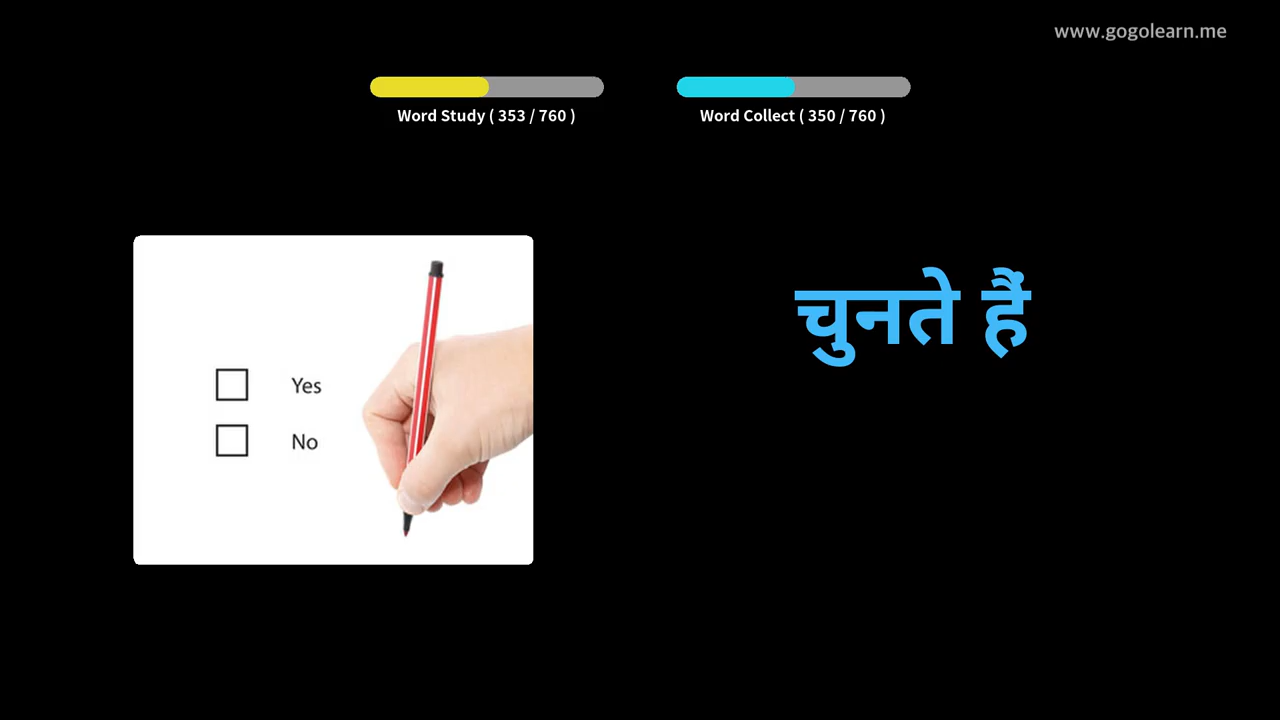 www.gogolearn.me
Word Study ( 353 / 760 )
Word Collect ( 350 / 760 )
Yes
No
चुनते हैं